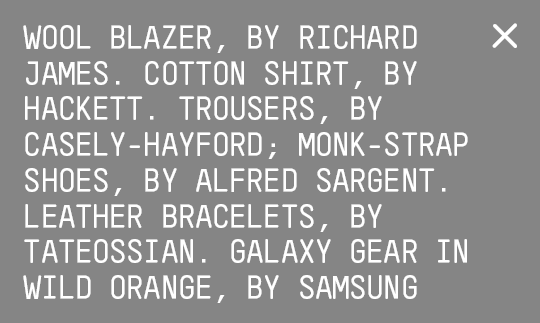 WOOL BLAZER, BY RICHARD
JAMES. COTTON SHIRT, BY
HACKETT. TROUSERS, BY
CASELY-HAYFORD; MONK-STRAP
SHOES, BY ALFRED SARGENT.
LEATHER BRACELETS, BY
TATEOSSIAN. GALAXY GEAR IN
WILD ORANGE, BY SAMSUNG